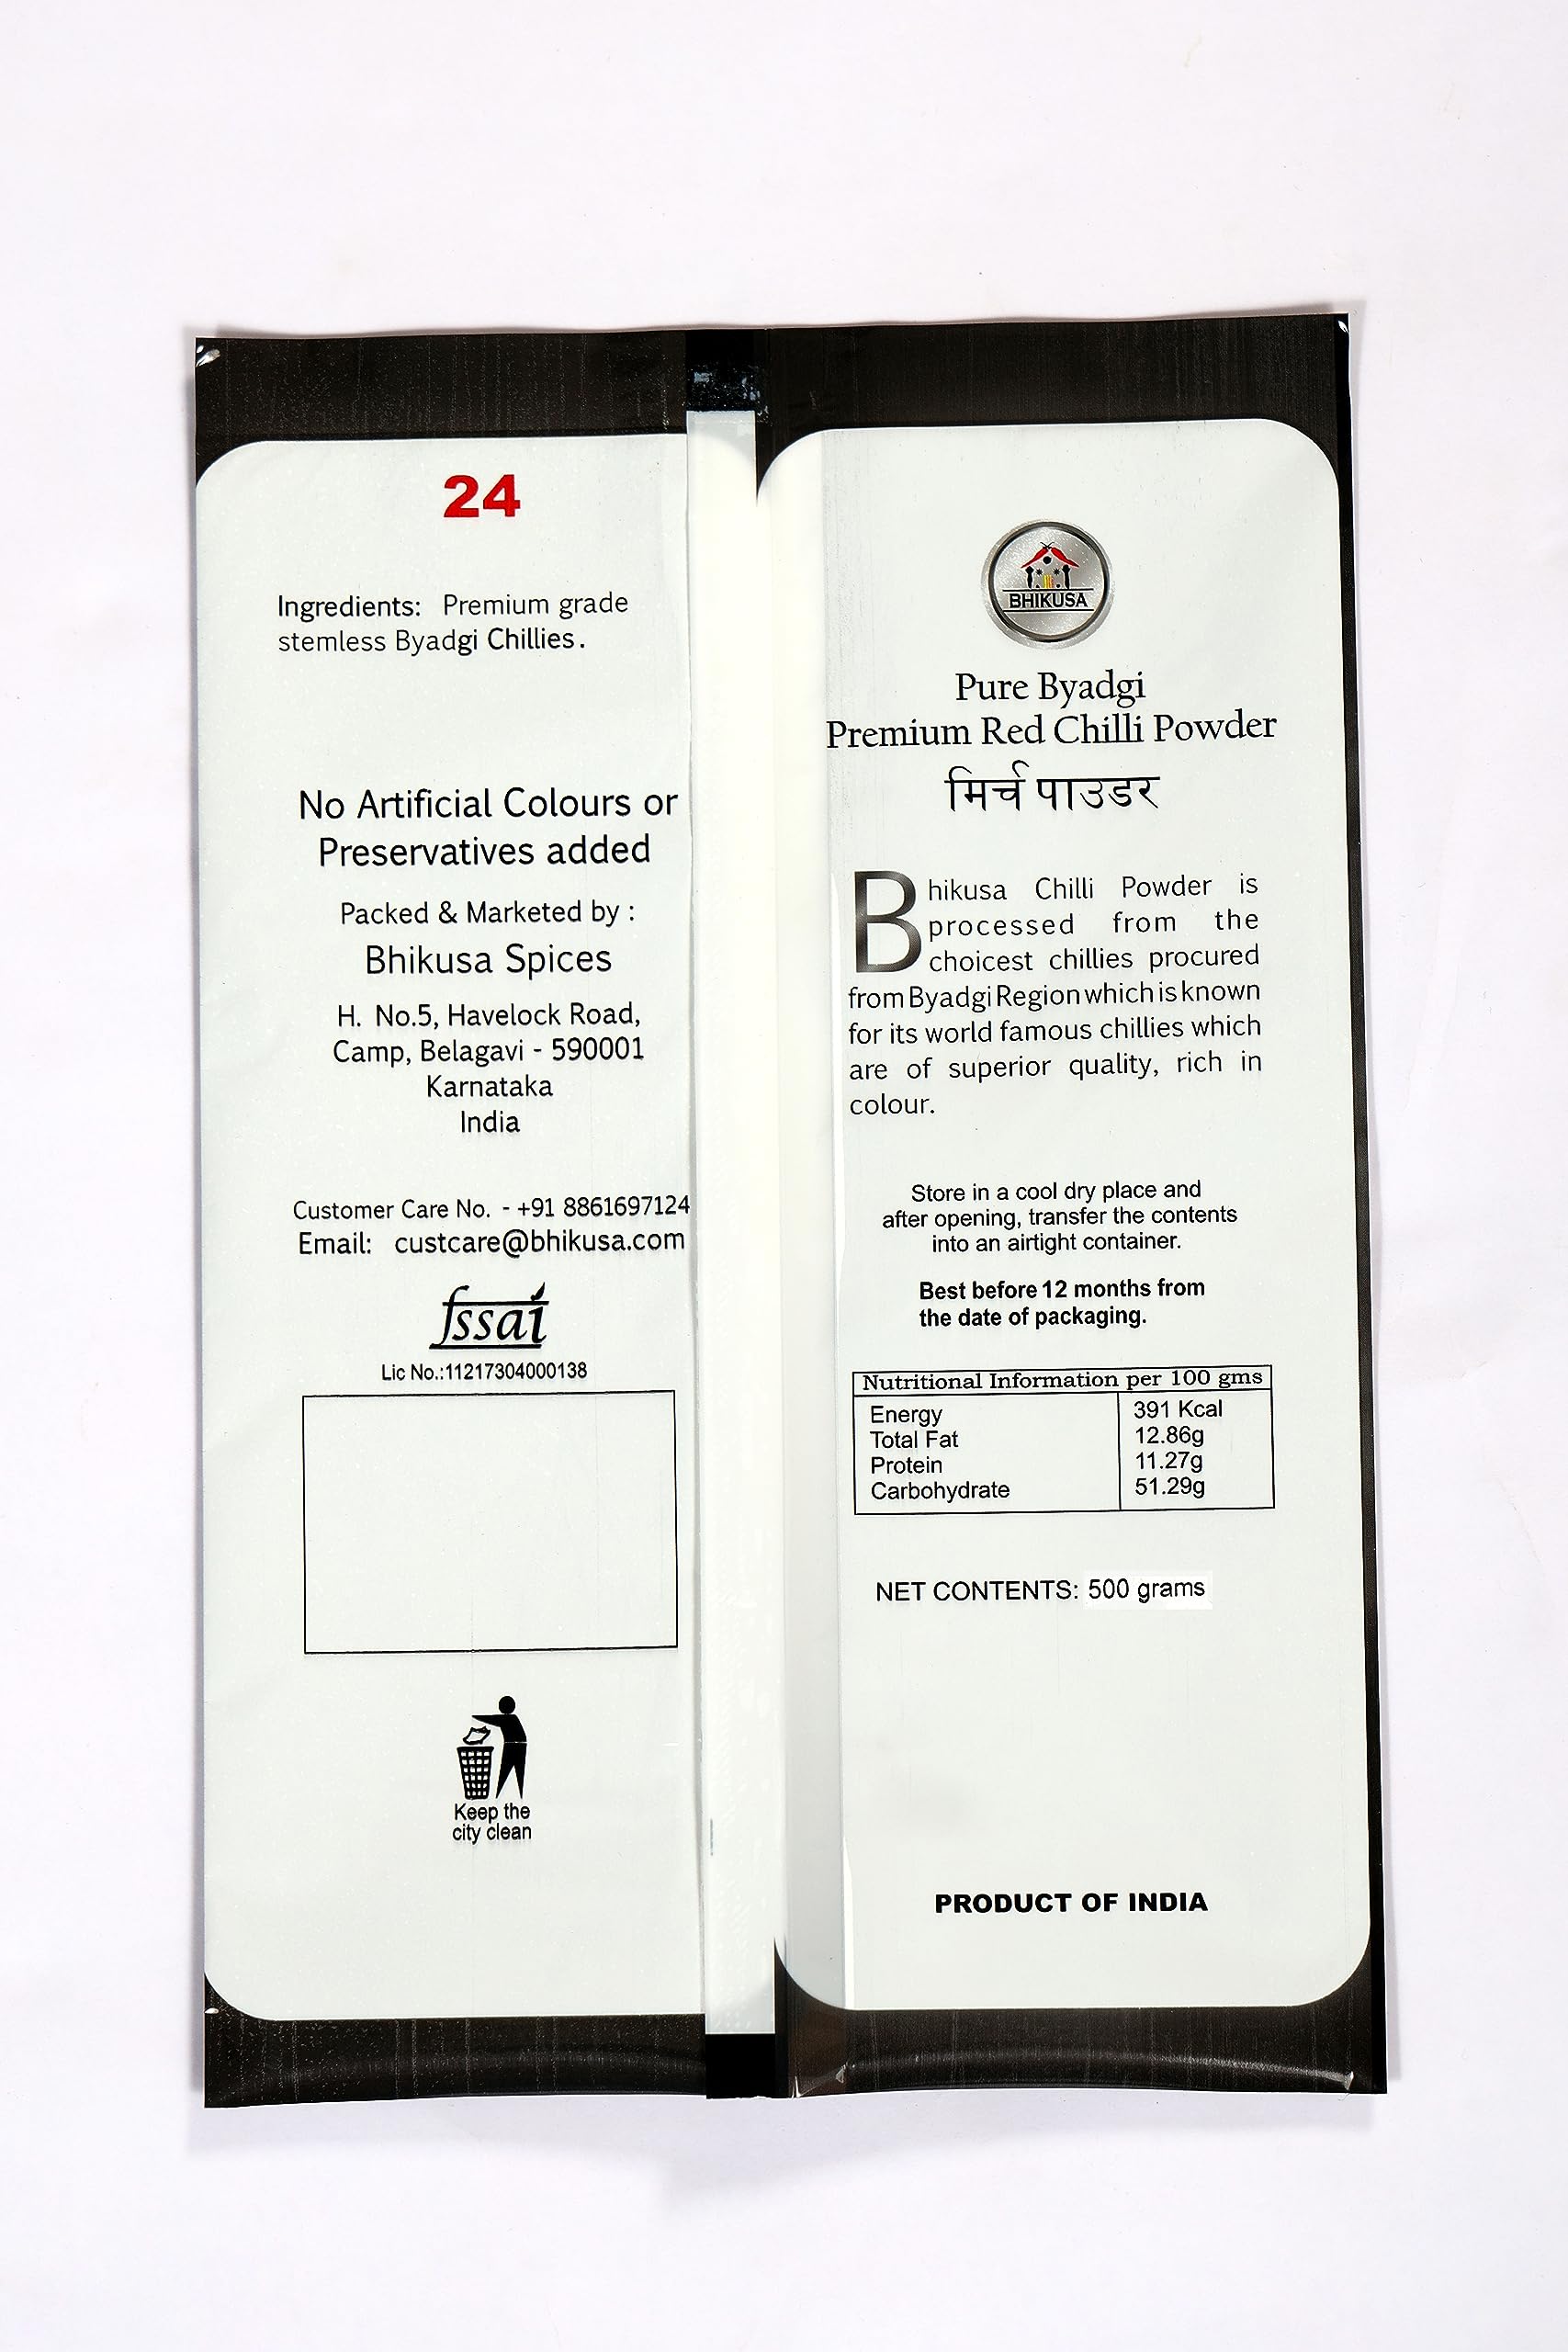 24
Ingredients: Premium grade
stemless Byadgi Chillies.
No Artificial Colours or
Preservatives added
Packed & Marketed by :
Bhikusa Spices
H. No.5, Havelock Road,
Camp, Belagavi - 590001
Karnataka
India
Customer Care No. - +91 8861697124
Email: custcare@bhikusa.com
fssai
Lic No.:11217304000138
Keep the
city clean
BHIKUSA
Pure Byadgi
Premium Red Chilli Powder
मिर्च पाउडर
Bhikusa Chilli Powder is
processed from the
choicest chillies procured
from Byadgi Region which is known
for its world famous chillies which
are of superior quality, rich in
colour.
Store in a cool dry place and
after opening, transfer the contents
into an airtight container.
Best before 12 months from
the date of packaging.
Nutritional Information per 100 gms
Energy 391 Kcal
Total Fat 12.86g
Protein 11.27g
Carbohydrate 51.29g
NET CONTENTS: 500 grams
PRODUCT OF INDIA